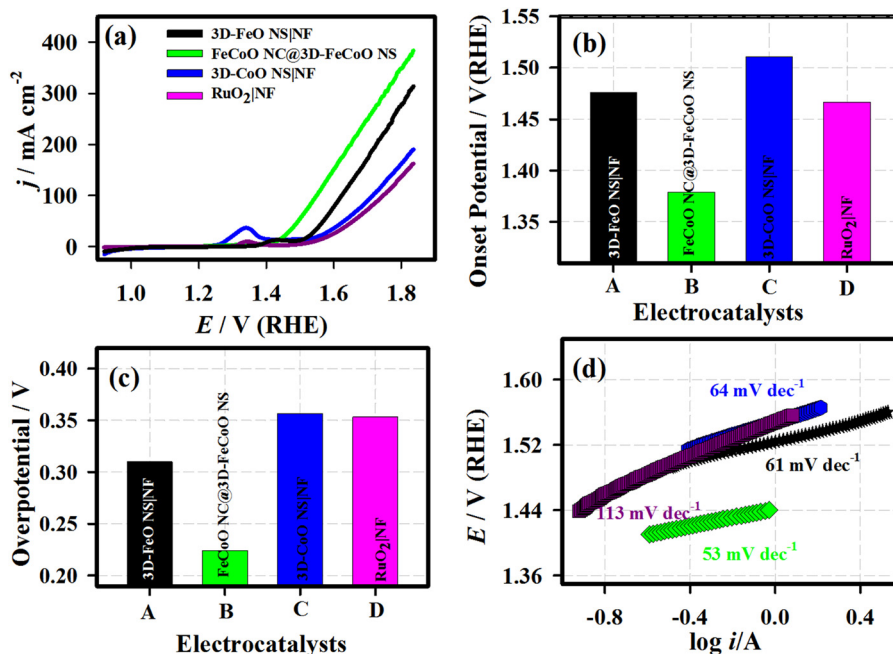 (a)
3D-FeO NS|NF
FeCoO NC@3D-FeCoO NS
3D-CoO NS|NF
RuO2|NF
j / mA cm-2
400
300
200
100
0
1.0
1.2
1.4
1.6
1.8
E / V (RHE)
(b)
Onset Potential / V(RHE)
1.55
1.50
1.45
1.35
3D-FeO NS|NF
FeCoO NC@3D-FeCoO NS
3D-CoO NS|NF
RuO2|NF
A
B
C
D
Electrocatalysts
(c)
Overpotential / V
0.40
0.35
0.30
0.25
0.20
3D-FeO NS|NF
FeCoO NC@3D-FeCoO NS
3D-CoO NS|NF
RuO2|NF
A
B
C
D
Electrocatalysts
(d)
E / V (RHE)
1.60
1.52
1.44
1.36
64 mV dec-1
61 mV dec-1
113 mV dec-1
53 mV dec-1
-0.8
-0.4
0.0
0.4
log i/A